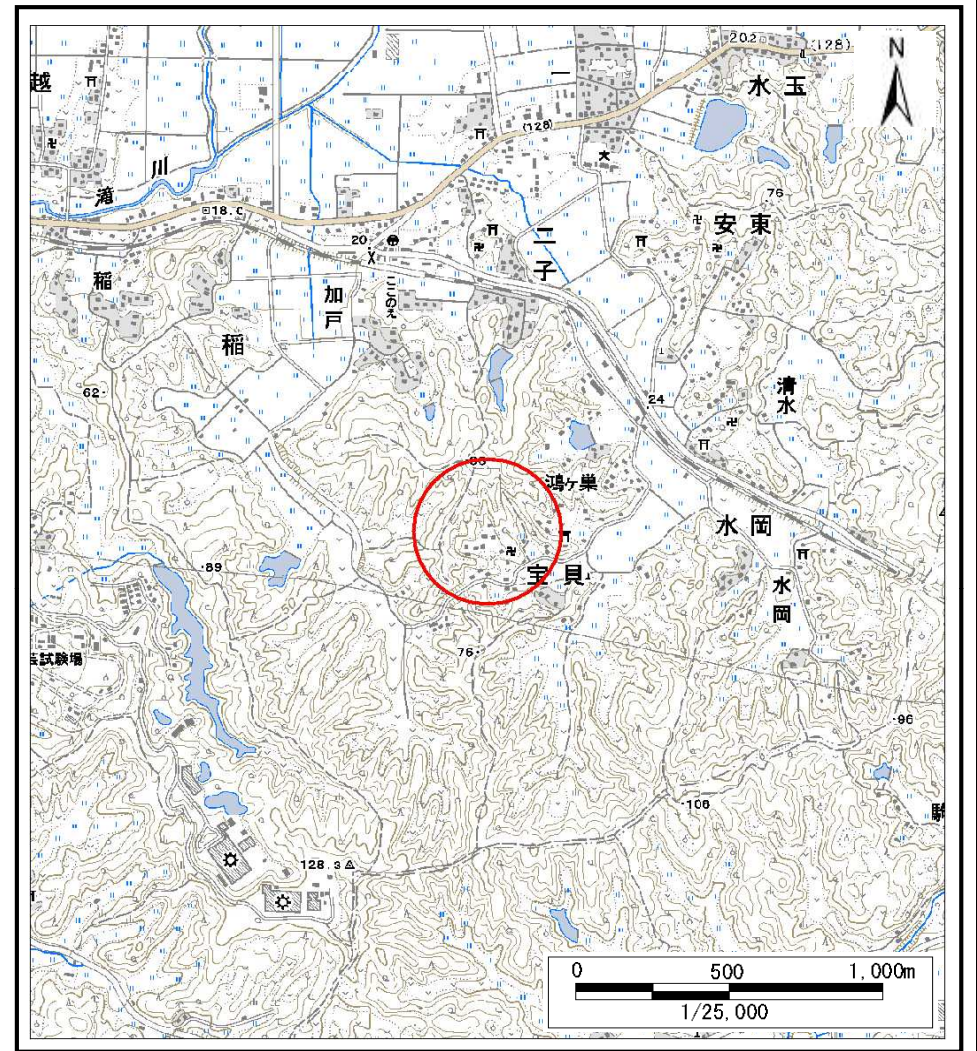 202
(128)
N
越
水玉
一
(128)
川
滝
18.0
76
安東
二子
20
稲
ここのえ
加戸
稲
62
清水
24
鴻ヶ巣
水岡
宝貝
89
水岡
76
試験場
96
106
128.3
0 500 1,000m
1/25,000